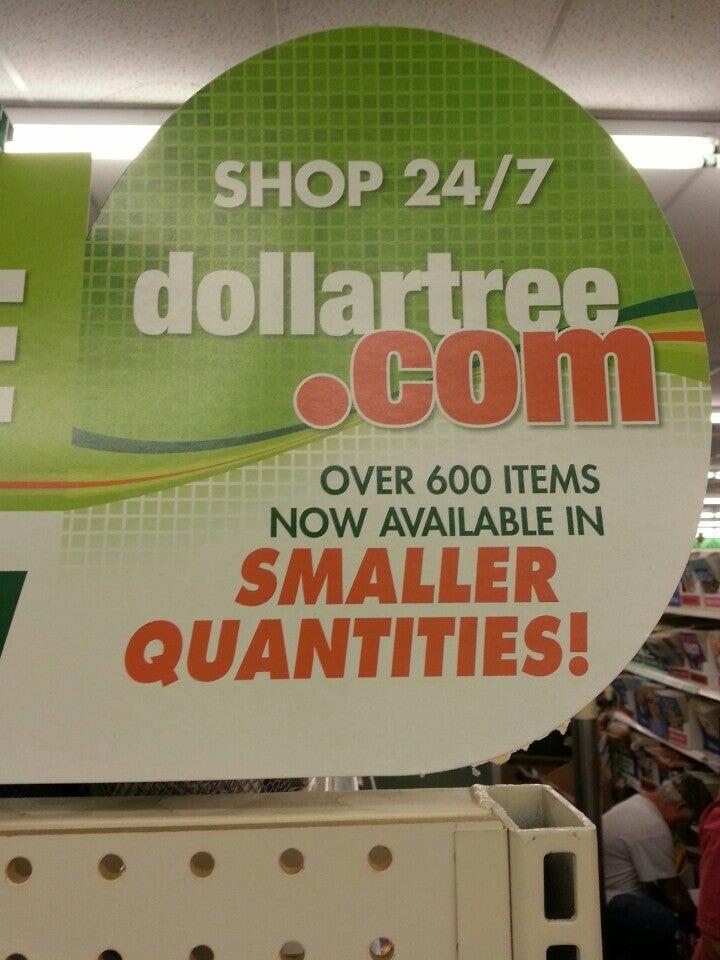 SHOP 24/7
dollartree
.com
OVER 600 ITEMS
NOW AVAILABLE IN
SMALLER
QUANTITIES!